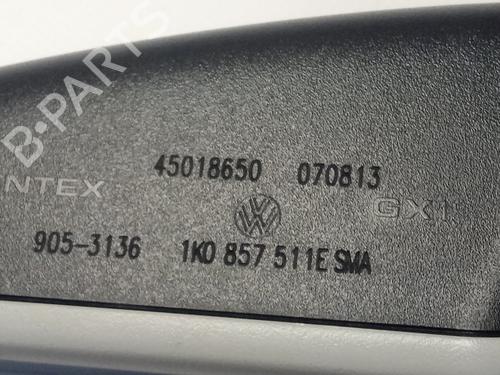 B-PARTS
45018650 070813
NTEX GX1
905-3136 1K0 857 511E SMA